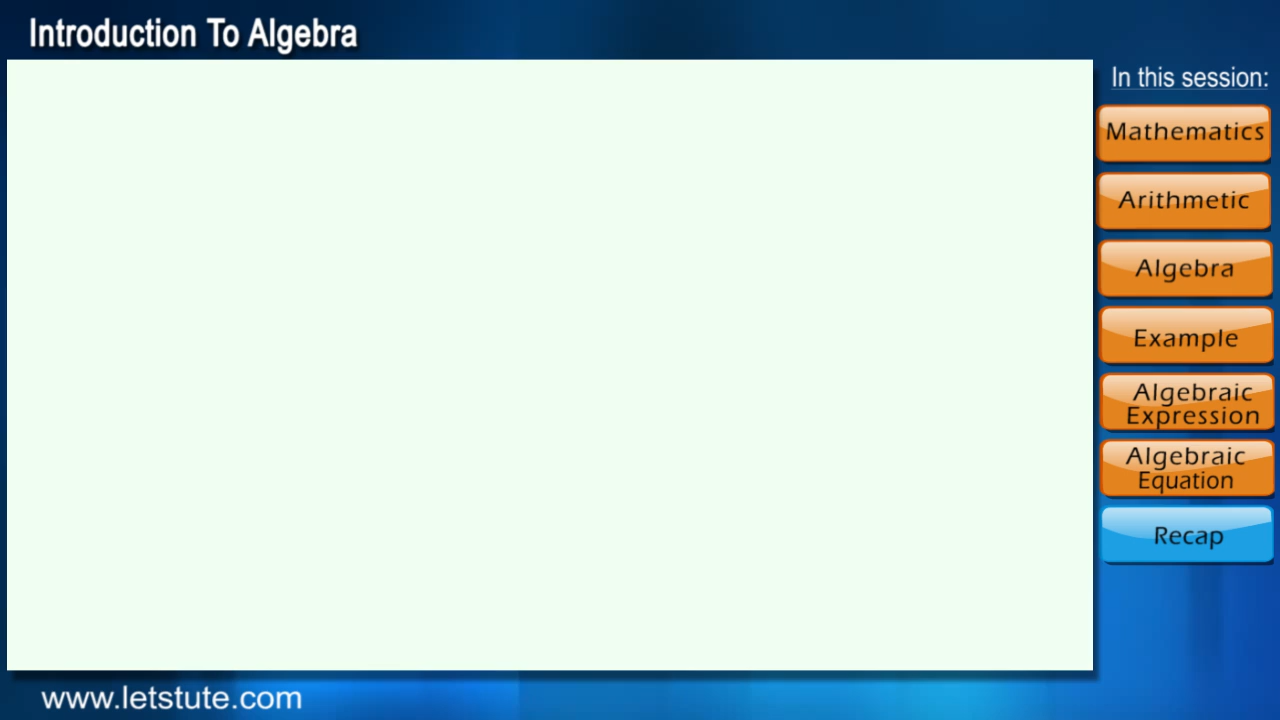 Introduction To Algebra
In this session:
Mathematics
Arithmetic
Algebra
Example
Algebraic
Expression
Algebraic
Equation
Recap
www.letstute.com